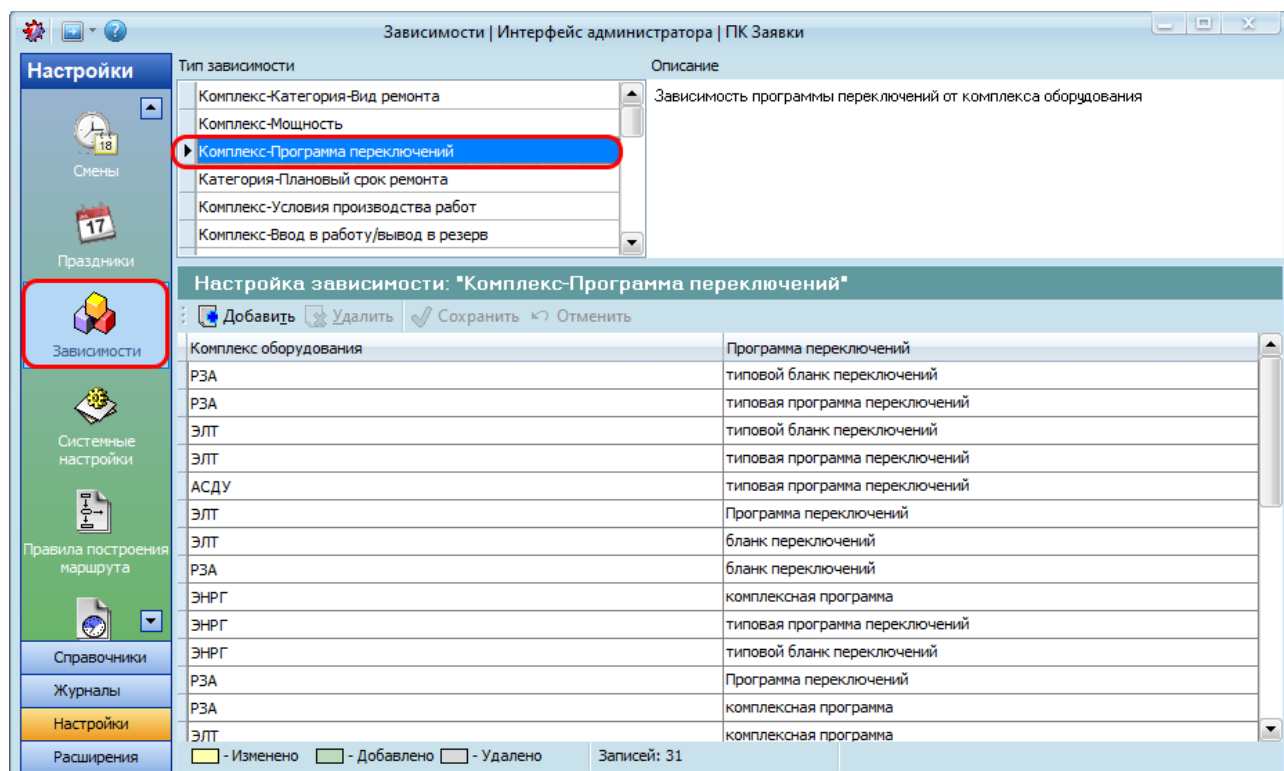 Зависимости | Интерфейс администратора | ПК Заявки
Настройки
18
Смены
17
Праздники
Зависимости
Системные
настройки
Правила построения
маршрута
Справочники
Журналы
Настройки
Расширения
Тип зависимости
Комплекс-Категория-Вид ремонта
Комплекс-Мощность
Комплекс-Программа переключений
Категория-Плановый срок ремонта
Комплекс-Условия производства работ
Комплекс-Ввод в работу/вывод в резерв
Описание
Зависимость программы переключений от комплекса оборудования
Настройка зависимости: "Комплекс-Программа переключений"
Добавить Удалить Сохранить Отменить
Комплекс оборудования Программа переключений
РЗА типовой бланк переключений
РЗА типовая программа переключений
ЭЛТ типовой бланк переключений
ЭЛТ типовая программа переключений
АСДУ типовая программа переключений
ЭЛТ Программа переключений
ЭЛТ бланк переключений
РЗА бланк переключений
ЭНРГ комплексная программа
ЭНРГ типовая программа переключений
ЭНРГ типовой бланк переключений
РЗА Программа переключений
РЗА комплексная программа
ЭЛТ комплексная программа
- Изменено - Добавлено - Удалено Записей: 31